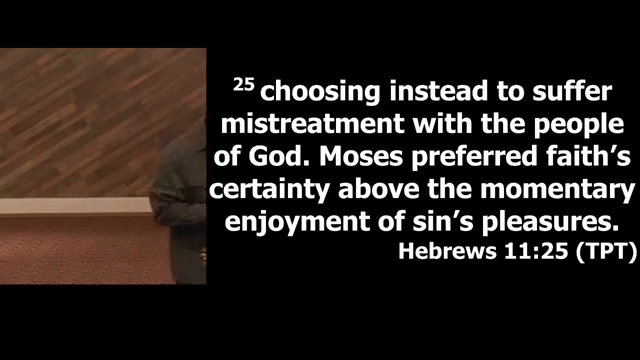 25 choosing instead to suffer
mistreatment with the people
of God. Moses preferred faith's
certainty above the momentary
enjoyment of sin's pleasures.
Hebrews 11:25 (TPT)